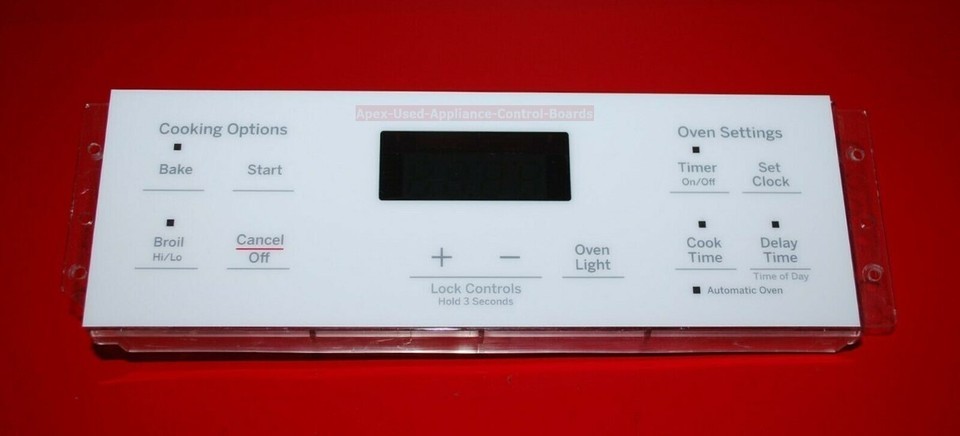 Apex-Used-Appliance-Control-Boards
Cooking Options
Bake
Start
Broil
Hi/Lo
Cancel
Off
+ −
Lock Controls
Hold 3 Seconds
Oven
Light
Oven Settings
Timer
On/Off
Set
Clock
Cook
Time
Delay
Time
Time of Day
Automatic Oven